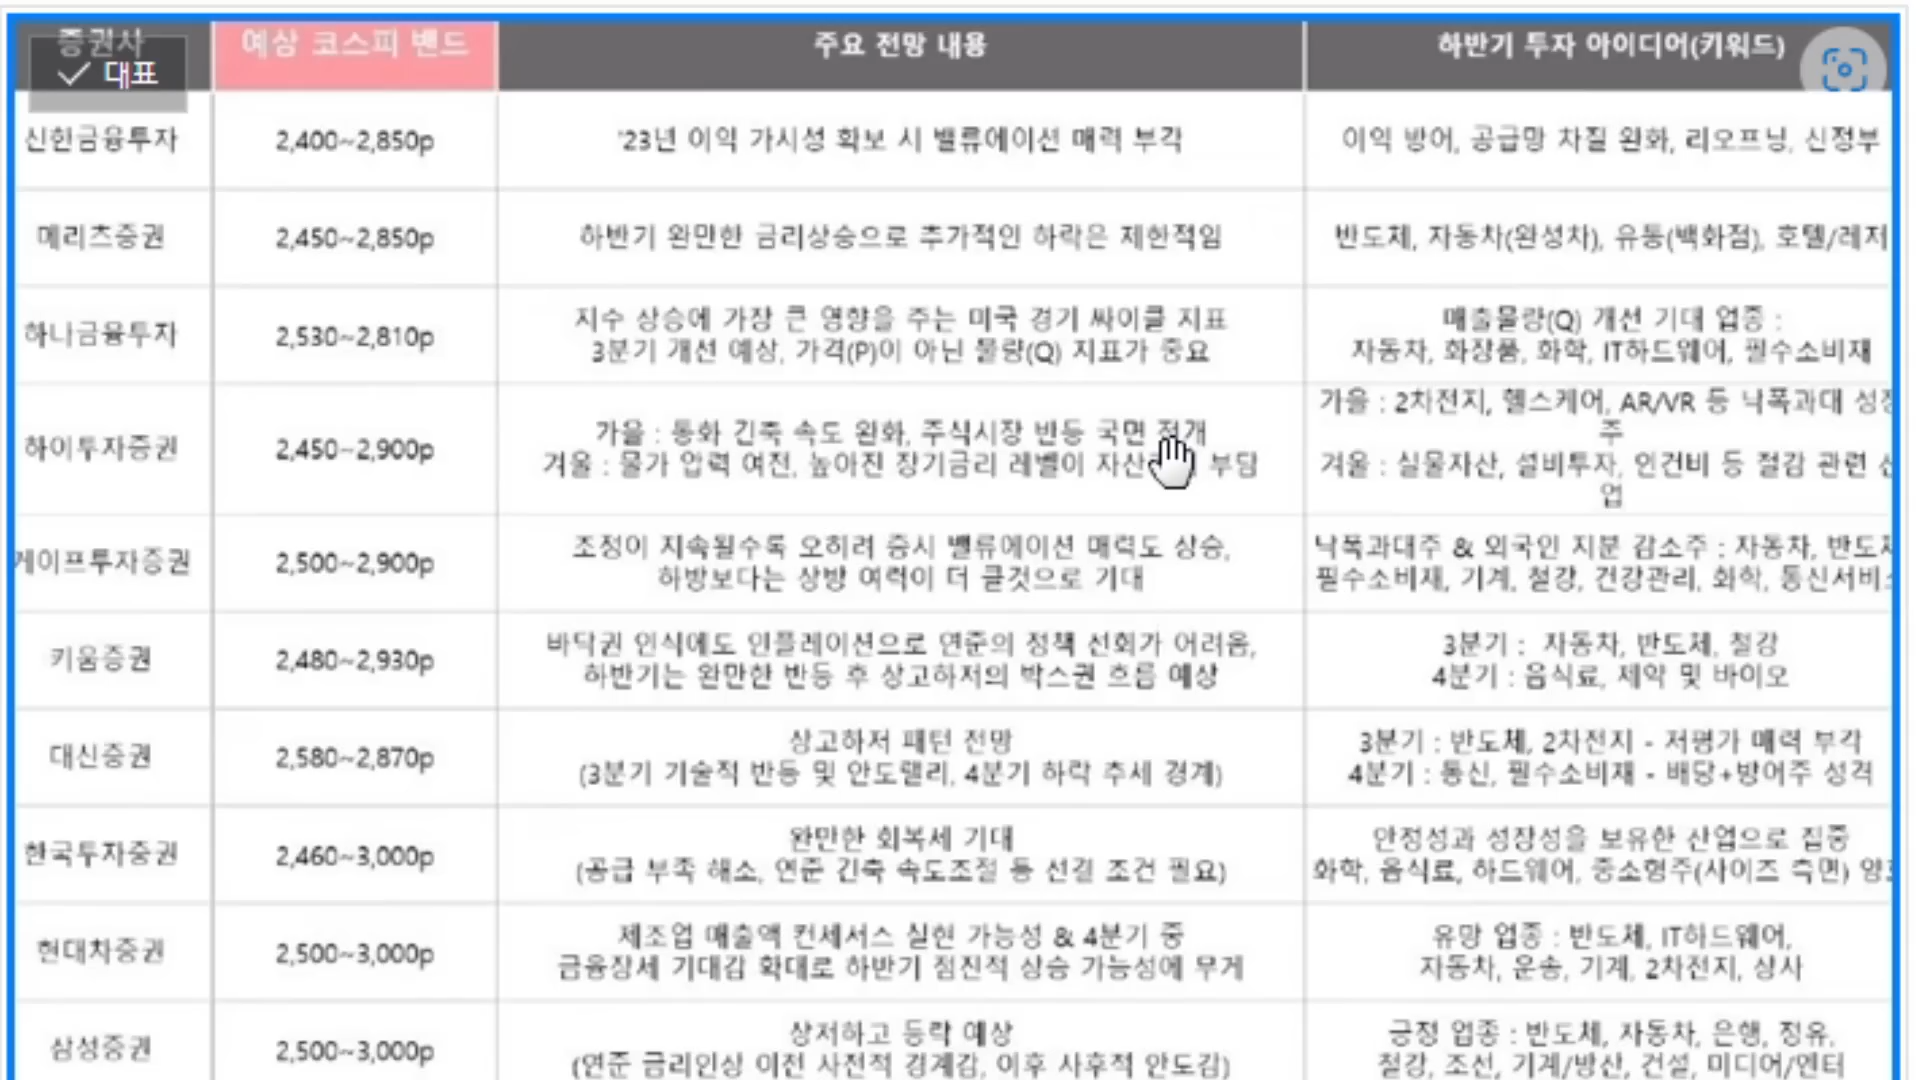 증권사
대표
예상 코스피 밴드
주요 전망 내용
하반기 투자 아이디어(키워드)
신한금융투자
2,400~2,850p
'23년 이익 가시성 확보 시 밸류에이션 매력 부각
이익 방어, 공급망 차질 완화, 리오프닝, 신정부
메리츠증권
2,450~2,850p
하반기 완만한 금리상승으로 추가적인 하락은 제한적임
반도체, 자동차(완성차), 유통(백화점), 호텔/레저
하나금융투자
2,530~2,810p
지수 상승에 가장 큰 영향을 주는 미국 경기 싸이클 지표
3분기 개선 예상, 가격(P)이 아닌 물량(Q) 지표가 중요
매출물량(Q) 개선 기대 업종 :
자동차, 화장품, 화학, IT하드웨어, 필수소비재
하이투자증권
2,450~2,900p
가을 : 통화 긴축 속도 완화, 주식시장 반등 국면 전개
겨울 : 물가 압력 여전, 높아진 장기금리 레벨이 자산 부담
가을 : 2차전지, 헬스케어, AR/VR 등 낙폭과대 성장
주
겨울 : 실물자산, 설비투자, 인건비 등 절감 관련 산
업
케이프투자증권
2,500~2,900p
조정이 지속될수록 오히려 증시 밸류에이션 매력도 상승,
하방보다는 상방 여력이 더 클것으로 기대
낙폭과대주 & 외국인 지분 감소주 : 자동차, 반도체
필수소비재, 기계, 철강, 건강관리, 화학, 통신서비스
키움증권
2,480~2,930p
바닥권 인식에도 인플레이션으로 연준의 정책 선회가 어려움,
하반기는 완만한 반등 후 상고하저의 박스권 흐름 예상
3분기 : 자동차, 반도체, 철강
4분기 : 음식료, 제약 및 바이오
대신증권
2,580~2,870p
상고하저 패턴 전망
(3분기 기술적 반등 및 안도랠리, 4분기 하락 추세 경계)
3분기 : 반도체, 2차전지 - 저평가 매력 부각
4분기 : 통신, 필수소비재 - 배당+방어주 성격
한국투자증권
2,460~3,000p
완만한 회복세 기대
(공급 부족 해소, 연준 긴축 속도조절 등 선결 조건 필요)
안정성과 성장성을 보유한 산업으로 집중
화학, 음식료, 하드웨어, 중소형주(사이즈 측면) 양호
현대차증권
2,500~3,000p
제조업 매출액 컨세서스 실현 가능성 & 4분기 중
금융장세 기대감 확대로 하반기 점진적 상승 가능성에 무게
유망 업종 : 반도체, IT하드웨어,
자동차, 운송, 기계, 2차전지, 상사
삼성증권
2,500~3,000p
상저하고 등락 예상
(연준 금리인상 이전 사전적 경계감, 이후 사후적 안도감)
긍정 업종 : 반도체, 자동차, 은행, 정유,
철강, 조선, 기계/방산, 건설, 미디어/엔터